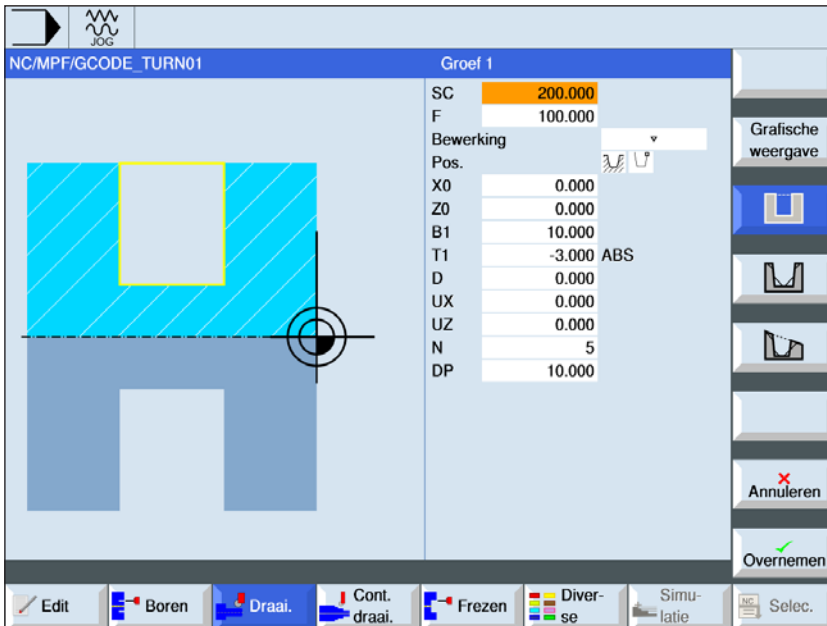 JOG
NC/MPF/GCODE_TURN01
Groef 1
SC 200.000
F 100.000
Bewerking
Pos.
X0 0.000
Z0 0.000
B1 10.000
T1 -3.000 ABS
D 0.000
UX 0.000
UZ 0.000
N 5
DP 10.000
Grafische
weergave
Annuleren
Overnemen
Edit
Boren
Draai.
Cont.
draai.
Frezen
Diver-
se
Simu-
latie
NC
Selec.